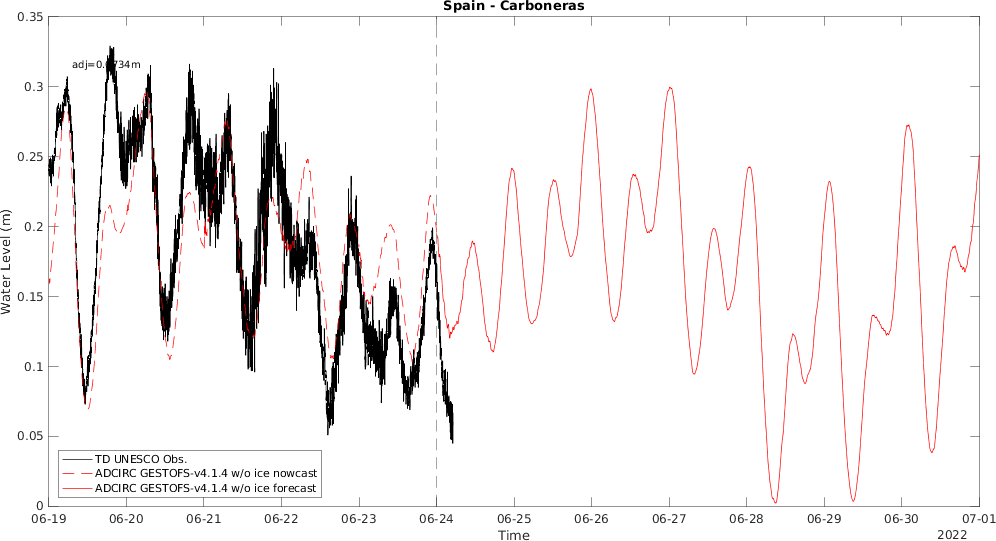 Spain - Carboneras
0.35
0.3
0.25
0.2
0.15
0.1
0.05
0
Water Level (m)
TD UNESCO Obs.
ADCIRC GESTOFS-v4.1.4 w/o ice nowcast
ADCIRC GESTOFS-v4.1.4 w/o ice forecast
06-19 06-20 06-21 06-22 06-23 06-24 06-25 06-26 06-27 06-28 06-29 06-30 07-01
Time
2022